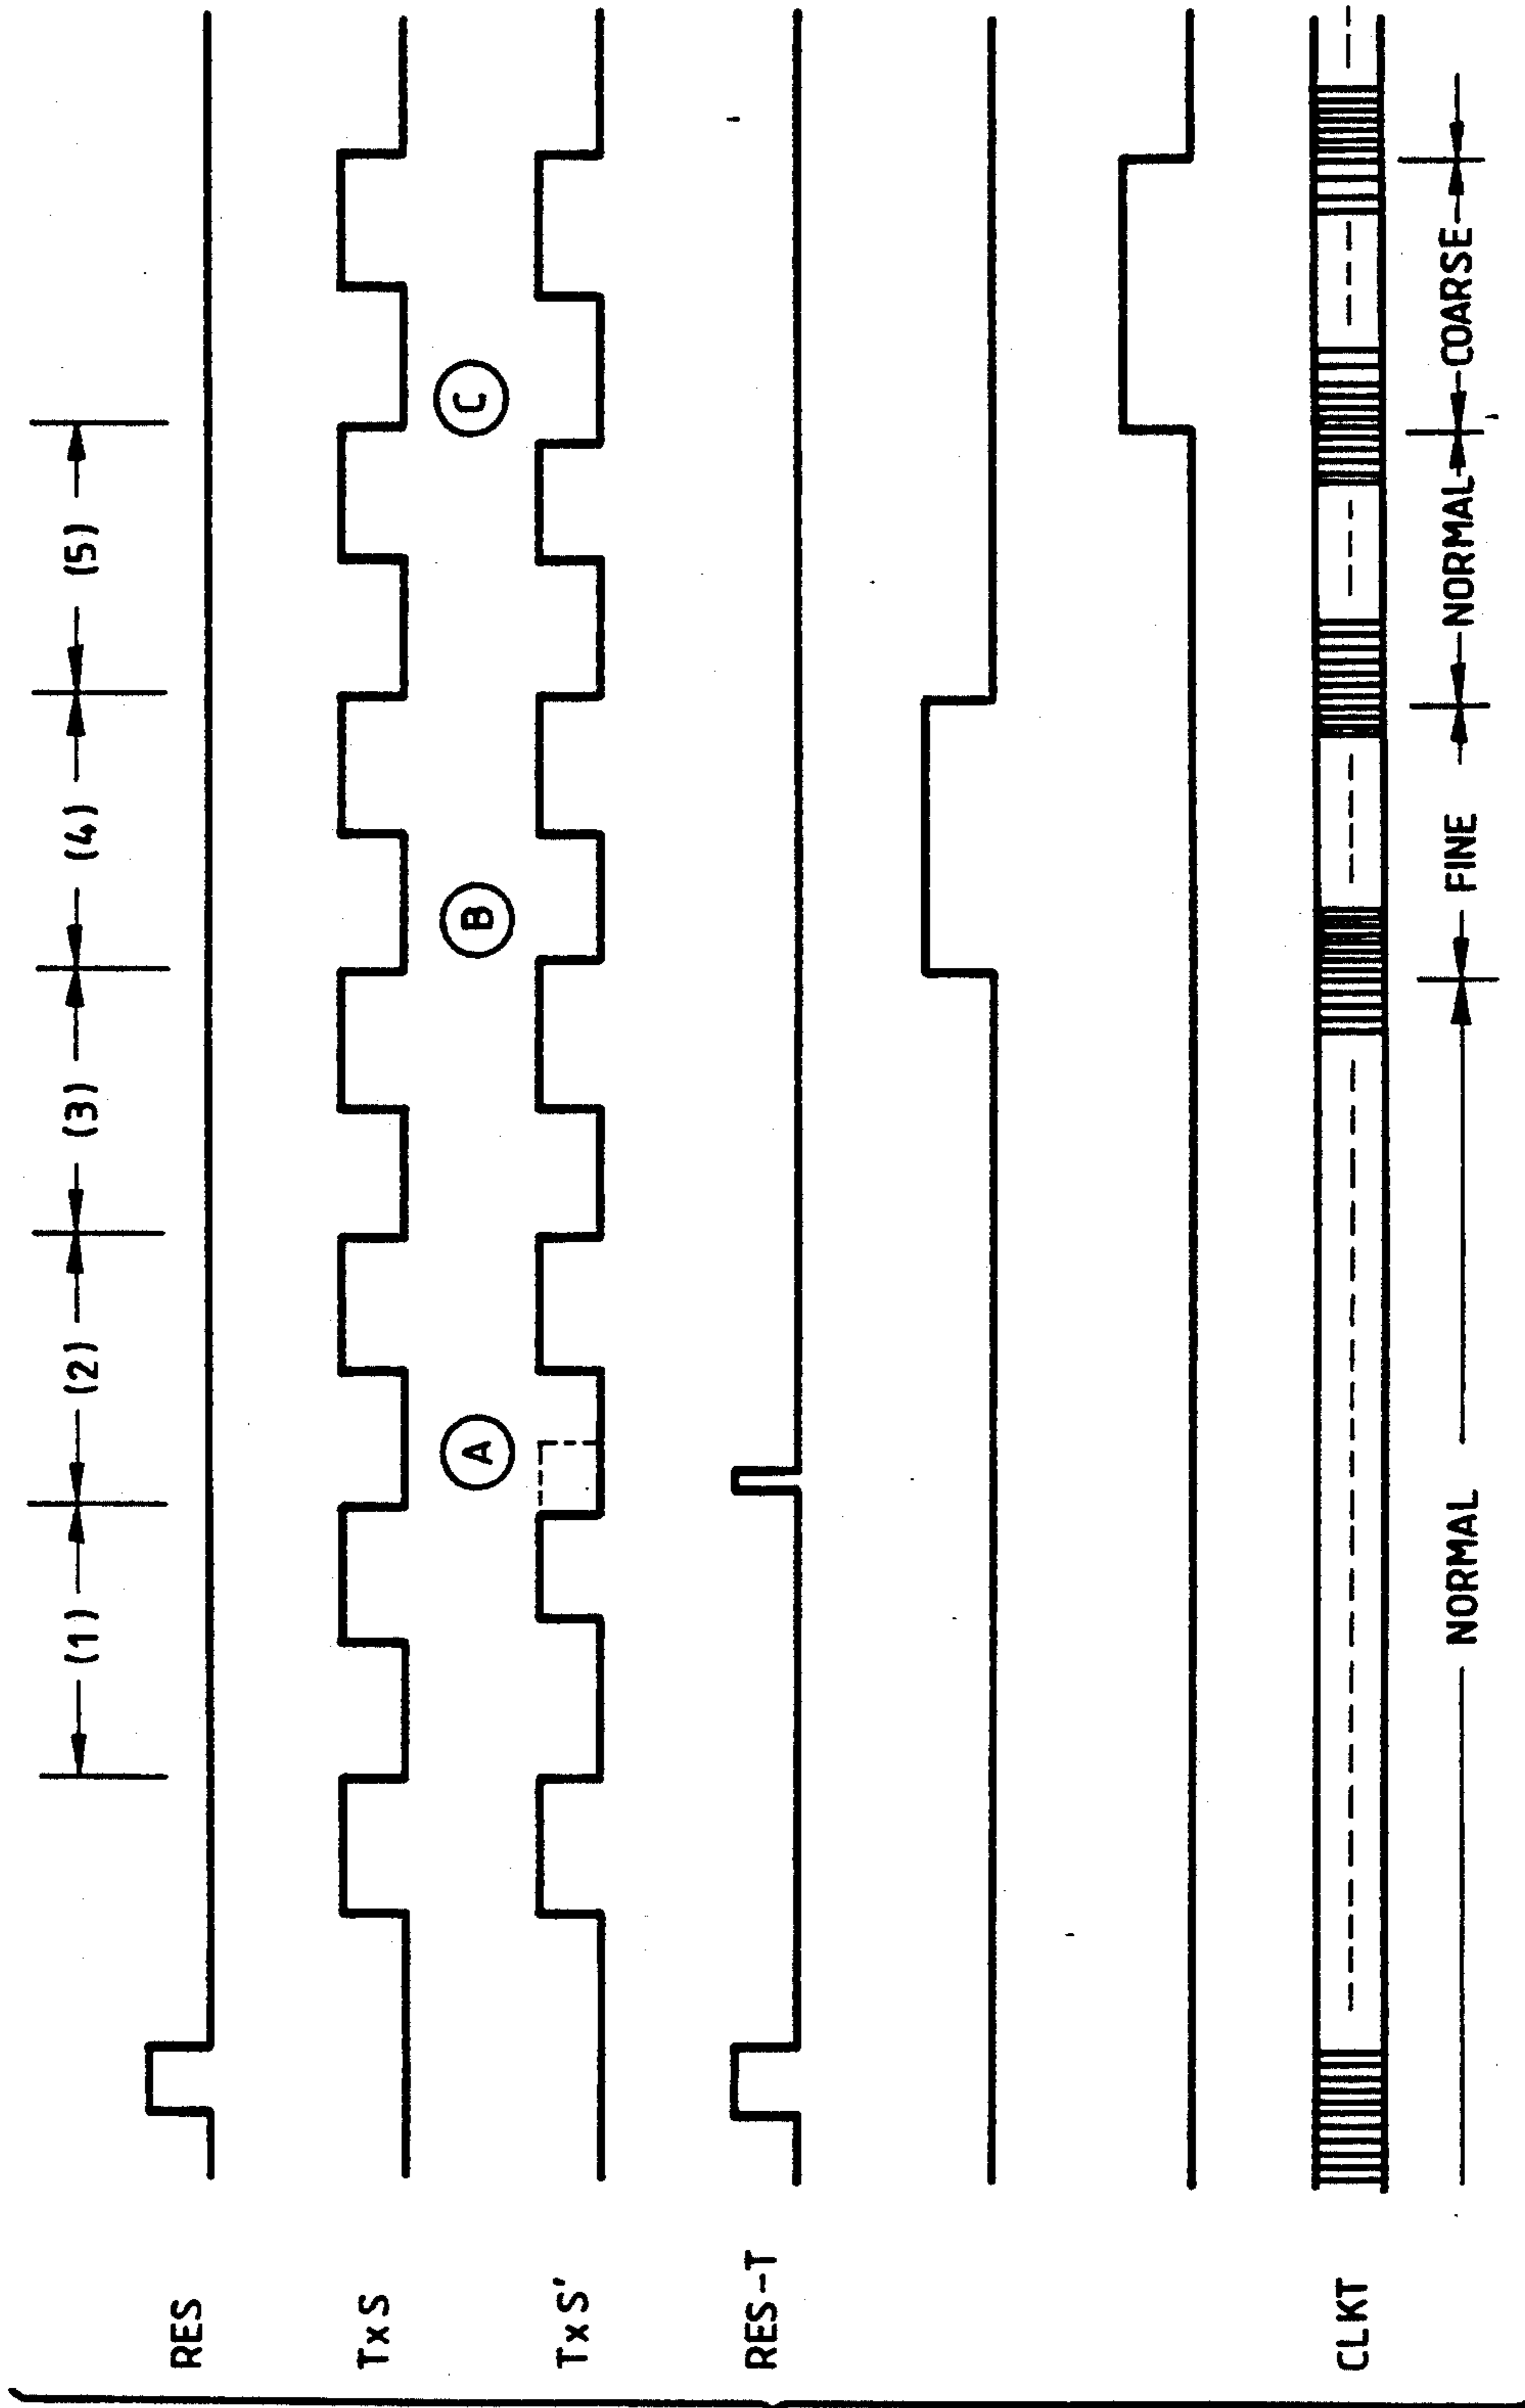 (1) (2) (3) (4) (5)
RES
TxS
A B C
TxS'
RES-T
CLKT
NORMAL FINE NORMAL COARSE